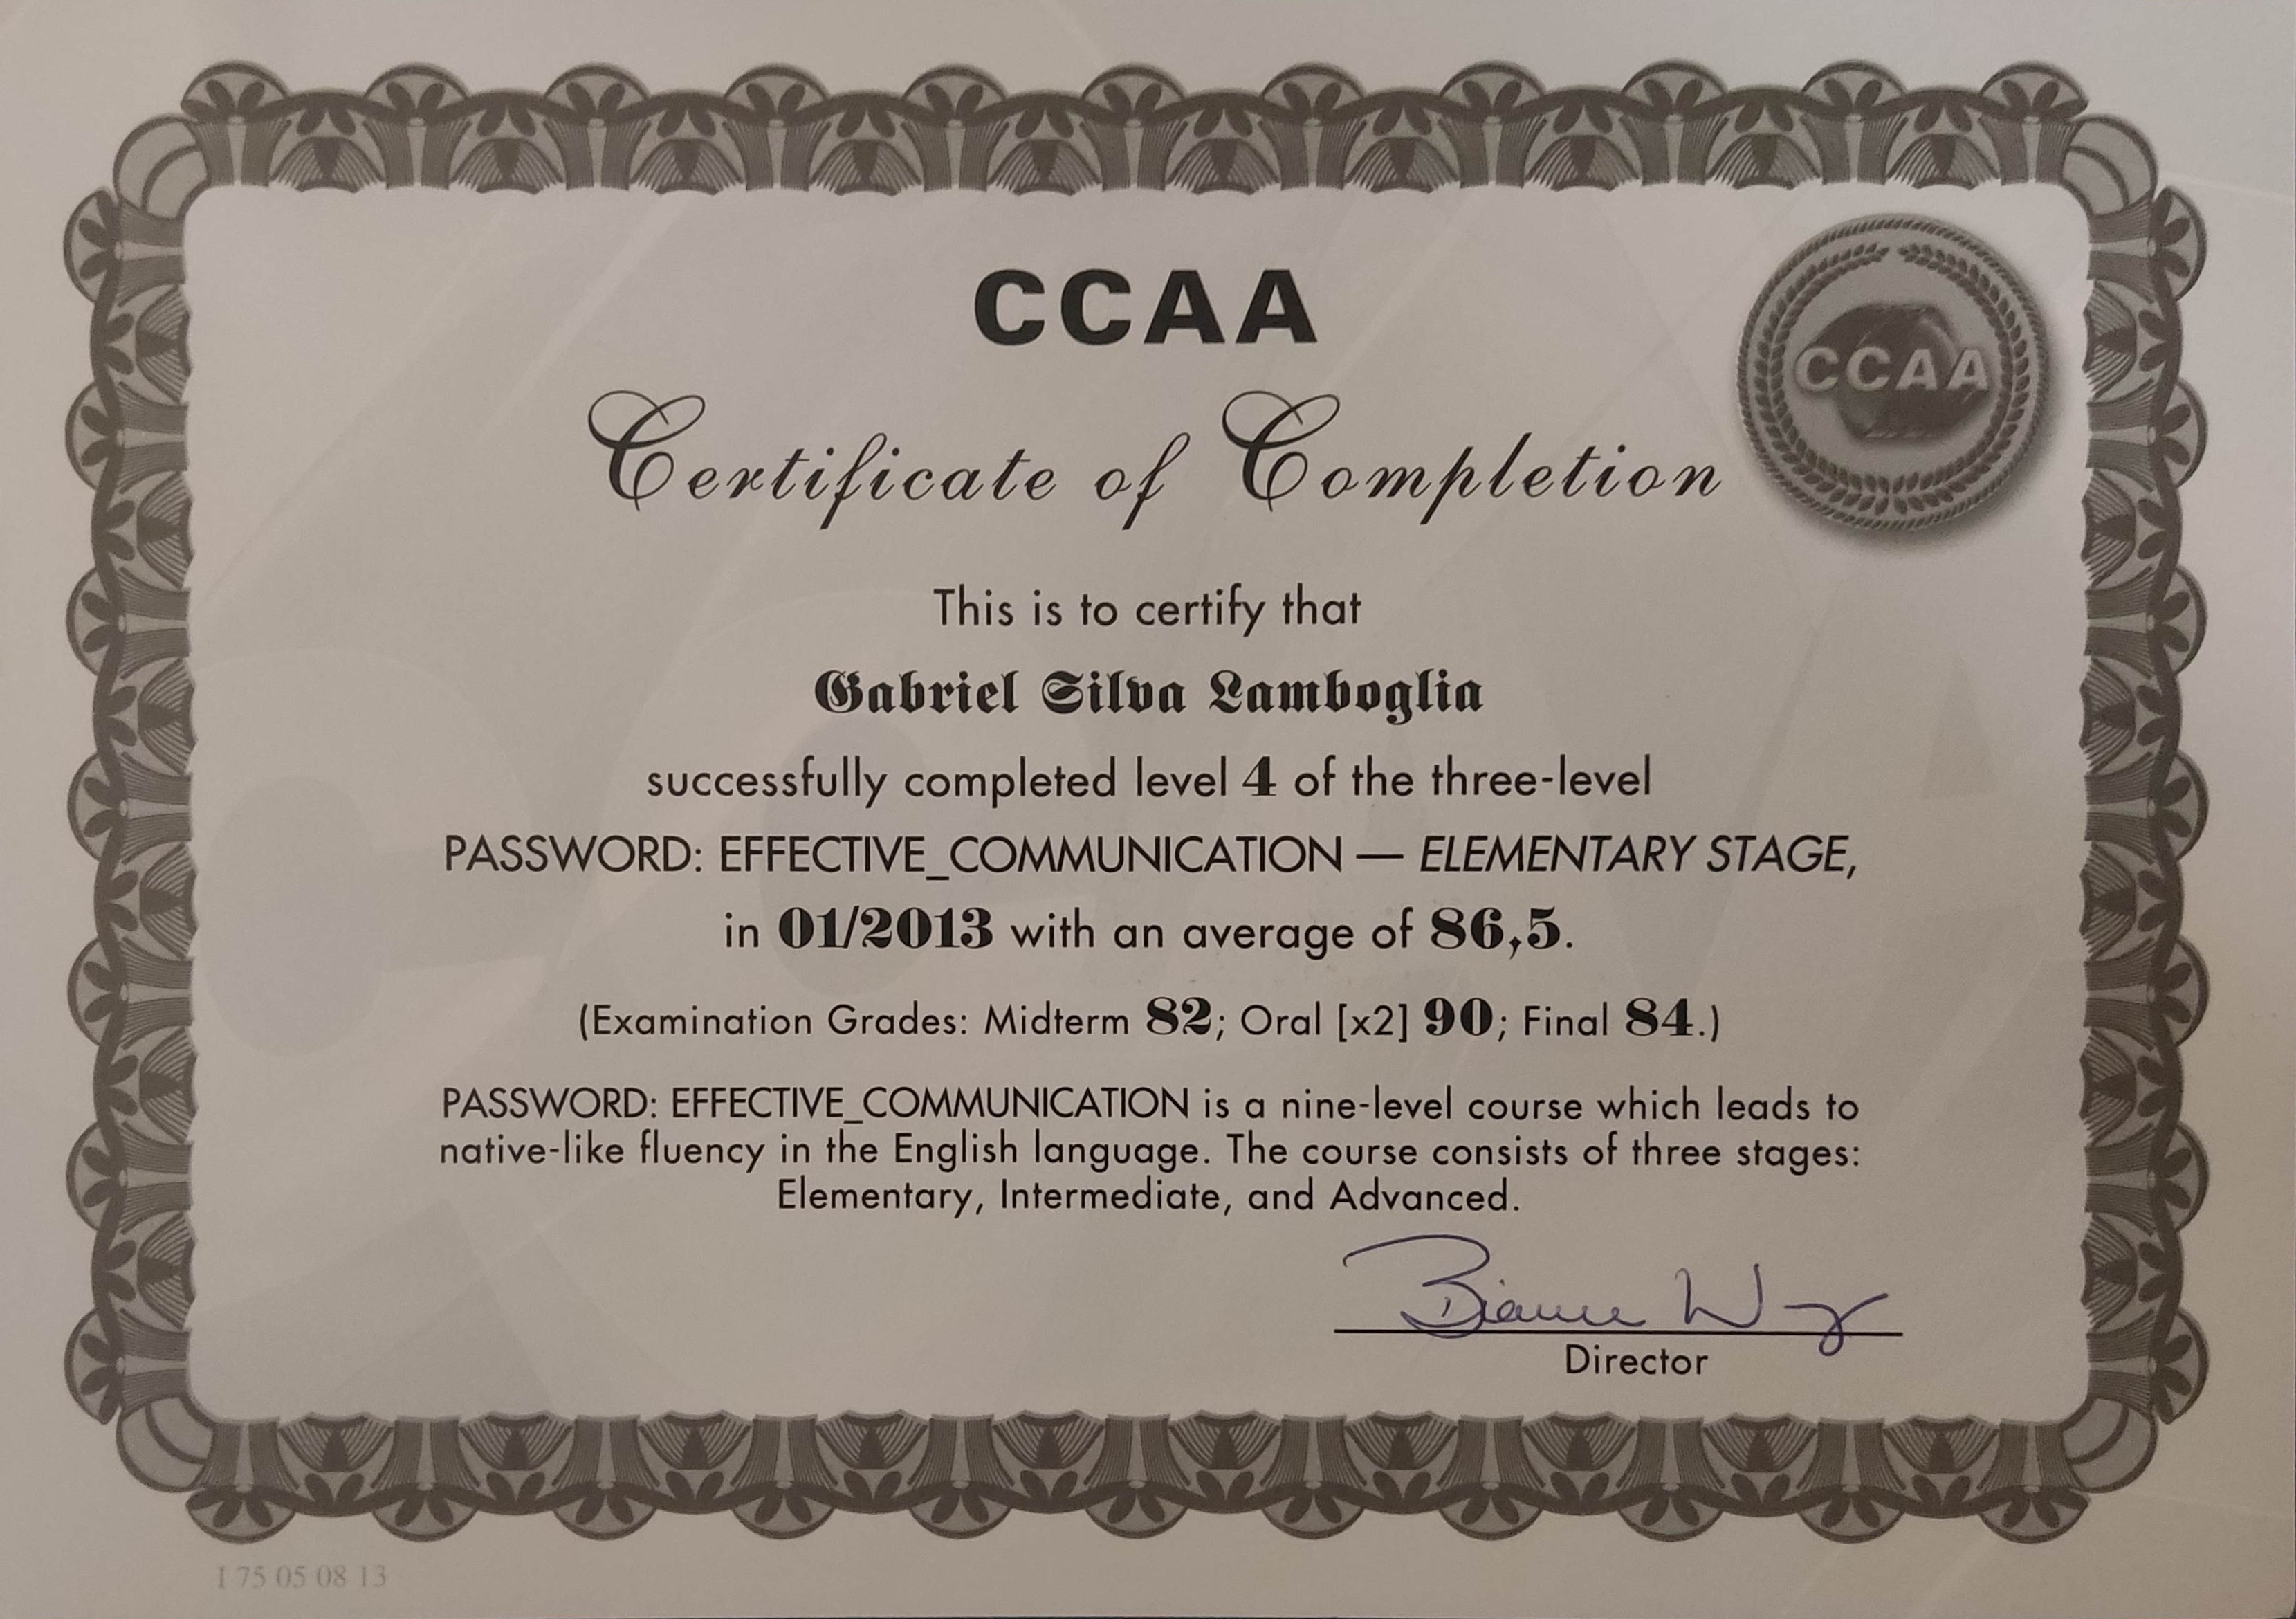 CCAA
CCAA
Certificate of Completion
This is to certify that
Gabriel Silva Lamboglia
successfully completed level 4 of the three-level
PASSWORD: EFFECTIVE_COMMUNICATION — ELEMENTARY STAGE,
in 01/2013 with an average of 86,5.
(Examination Grades: Midterm 82; Oral [x2] 90; Final 84.)
PASSWORD: EFFECTIVE_COMMUNICATION is a nine-level course which leads to
native-like fluency in the English language. The course consists of three stages:
Elementary, Intermediate, and Advanced.
Director
I 75 05 08 13